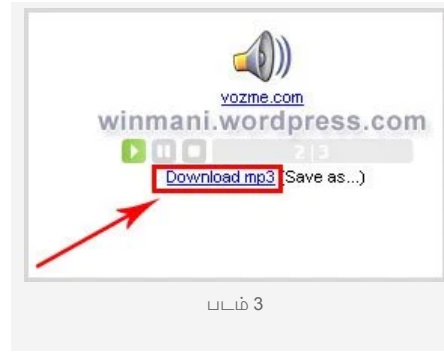 vozme.com
winmani.wordpress.com
2 | 3
Download mp3 (Save as...)
படம் 3